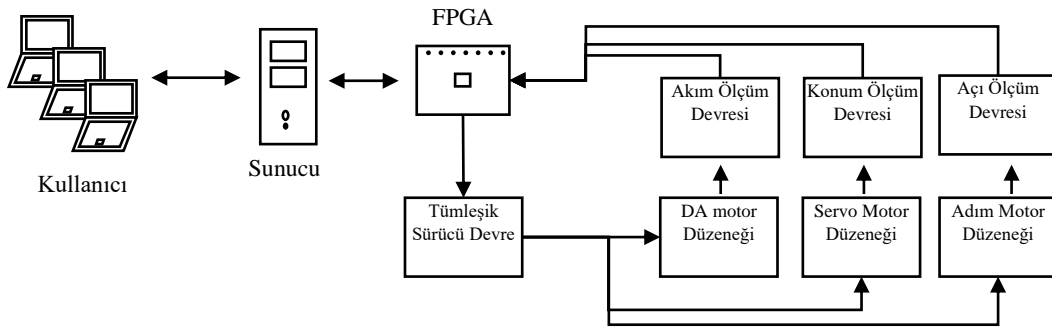 FPGA
Akım Ölçüm
Devresi
Konum Ölçüm
Devresi
Açı Ölçüm
Devresi
Kullanıcı
Sunucu
Tümleşik
Sürücü Devre
DA motor
Düzeneği
Servo Motor
Düzeneği
Adım Motor
Düzeneği